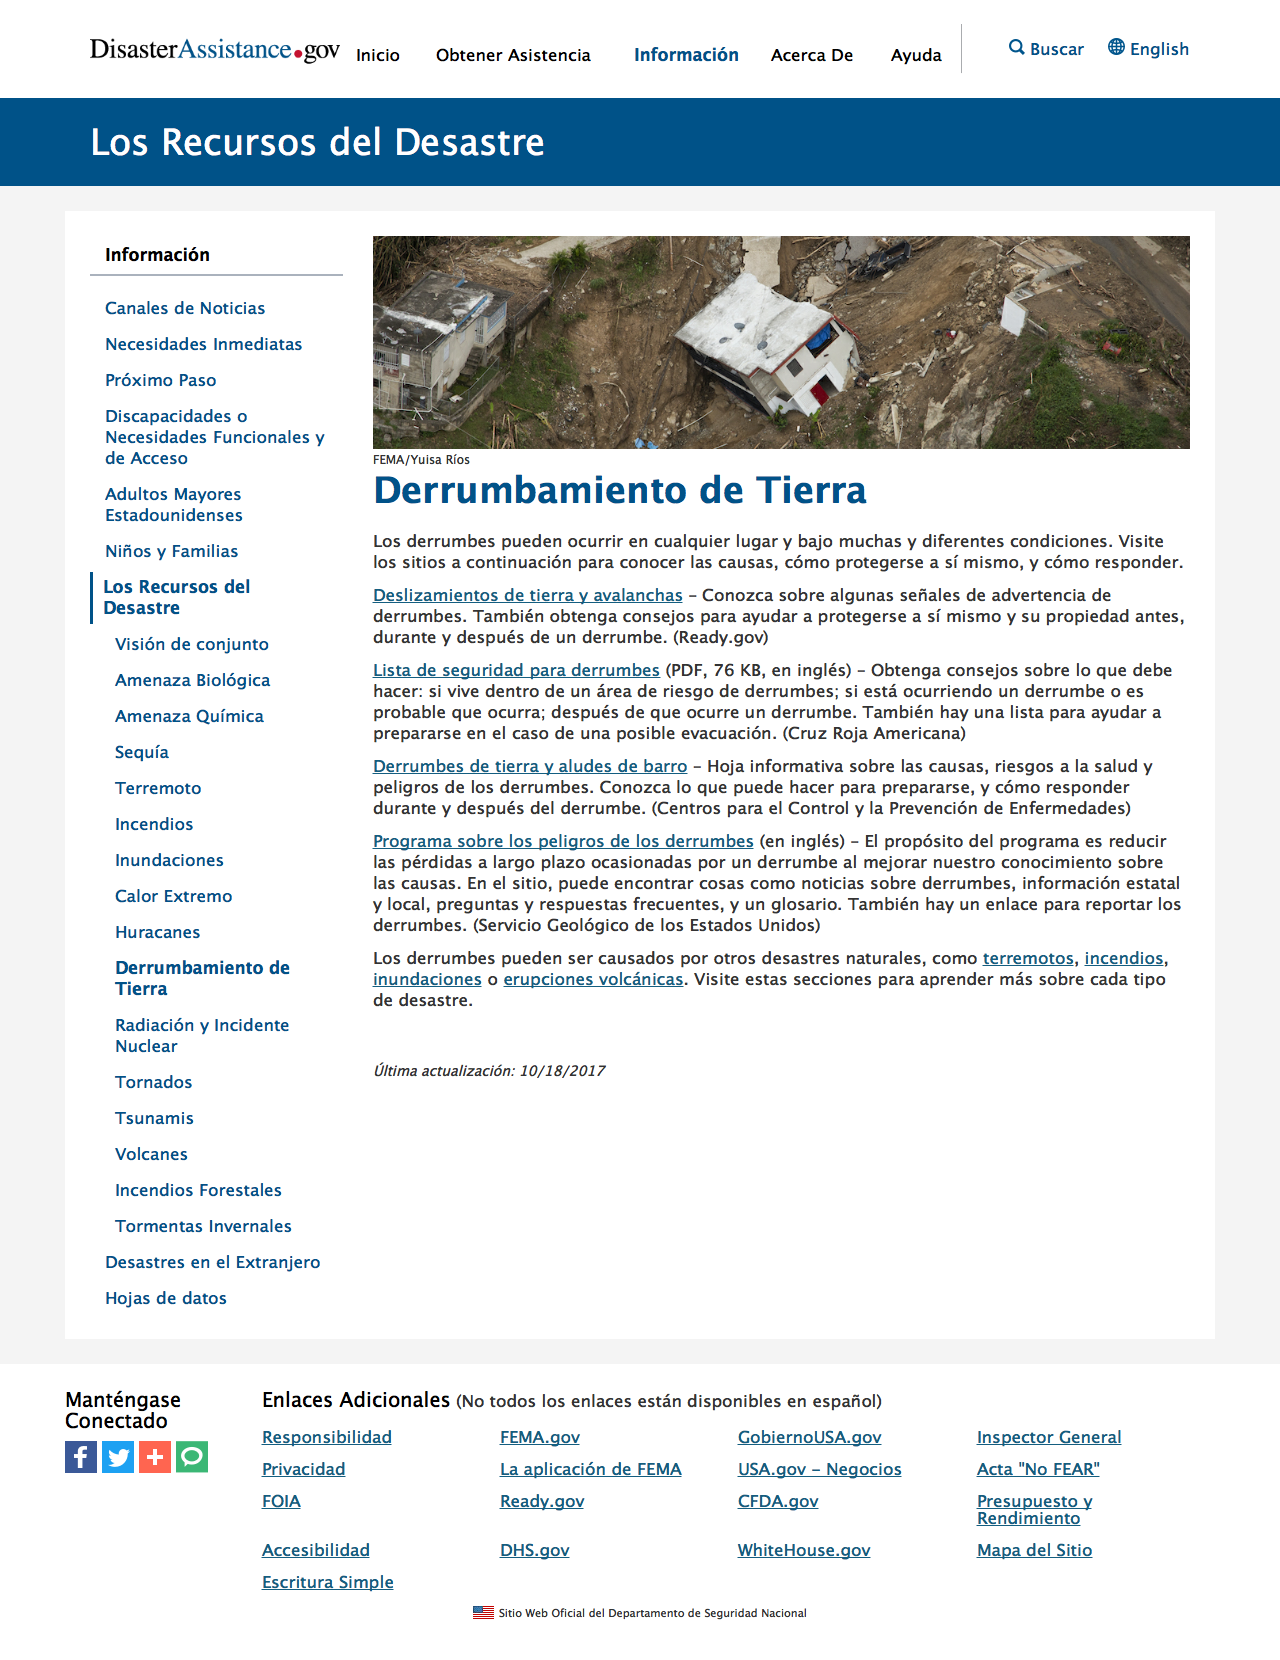 DisasterAssistance.gov
Inicio
Obtener Asistencia
Información
Acerca De
Ayuda
Buscar
English
Los Recursos del Desastre
Información
Canales de Noticias
Necesidades Inmediatas
Próximo Paso
Discapacidades o
Necesidades Funcionales y
de Acceso
Adultos Mayores
Estadounidenses
Niños y Familias
Los Recursos del
Desastre
Visión de conjunto
Amenaza Biológica
Amenaza Química
Sequía
Terremoto
Incendios
Inundaciones
Calor Extremo
Huracanes
Derrumbamiento de
Tierra
Radiación y Incidente
Nuclear
Tornados
Tsunamis
Volcanes
Incendios Forestales
Tormentas Invernales
Desastres en el Extranjero
Hojas de datos
FEMA/Yuisa Ríos
Derrumbamiento de Tierra
Los derrumbes pueden ocurrir en cualquier lugar y bajo muchas y diferentes condiciones. Visite
los sitios a continuación para conocer las causas, cómo protegerse a sí mismo, y cómo responder.
Deslizamientos de tierra y avalanchas – Conozca sobre algunas señales de advertencia de
derrumbes. También obtenga consejos para ayudar a protegerse a sí mismo y su propiedad antes,
durante y después de un derrumbe. (Ready.gov)
Lista de seguridad para derrumbes (PDF, 76 KB, en inglés) – Obtenga consejos sobre lo que debe
hacer: si vive dentro de un área de riesgo de derrumbes; si está ocurriendo un derrumbe o es
probable que ocurra; después de que ocurre un derrumbe. También hay una lista para ayudar a
prepararse en el caso de una posible evacuación. (Cruz Roja Americana)
Derrumbes de tierra y aludes de barro – Hoja informativa sobre las causas, riesgos a la salud y
peligros de los derrumbes. Conozca lo que puede hacer para prepararse, y cómo responder
durante y después del derrumbe. (Centros para el Control y la Prevención de Enfermedades)
Programa sobre los peligros de los derrumbes (en inglés) – El propósito del programa es reducir
las pérdidas a largo plazo ocasionadas por un derrumbe al mejorar nuestro conocimiento sobre
las causas. En el sitio, puede encontrar cosas como noticias sobre derrumbes, información estatal
y local, preguntas y respuestas frecuentes, y un glosario. También hay un enlace para reportar los
derrumbes. (Servicio Geológico de los Estados Unidos)
Los derrumbes pueden ser causados por otros desastres naturales, como terremotos, incendios,
inundaciones o erupciones volcánicas. Visite estas secciones para aprender más sobre cada tipo
de desastre.
Última actualización: 10/18/2017
Manténgase
Conectado
Enlaces Adicionales (No todos los enlaces están disponibles en español)
Responsibilidad
FEMA.gov
GobiernoUSA.gov
Inspector General
Privacidad
La aplicación de FEMA
USA.gov – Negocios
Acta "No FEAR"
FOIA
Ready.gov
CFDA.gov
Presupuesto y
Rendimiento
Accesibilidad
DHS.gov
WhiteHouse.gov
Mapa del Sitio
Escritura Simple
Sitio Web Oficial del Departamento de Seguridad Nacional